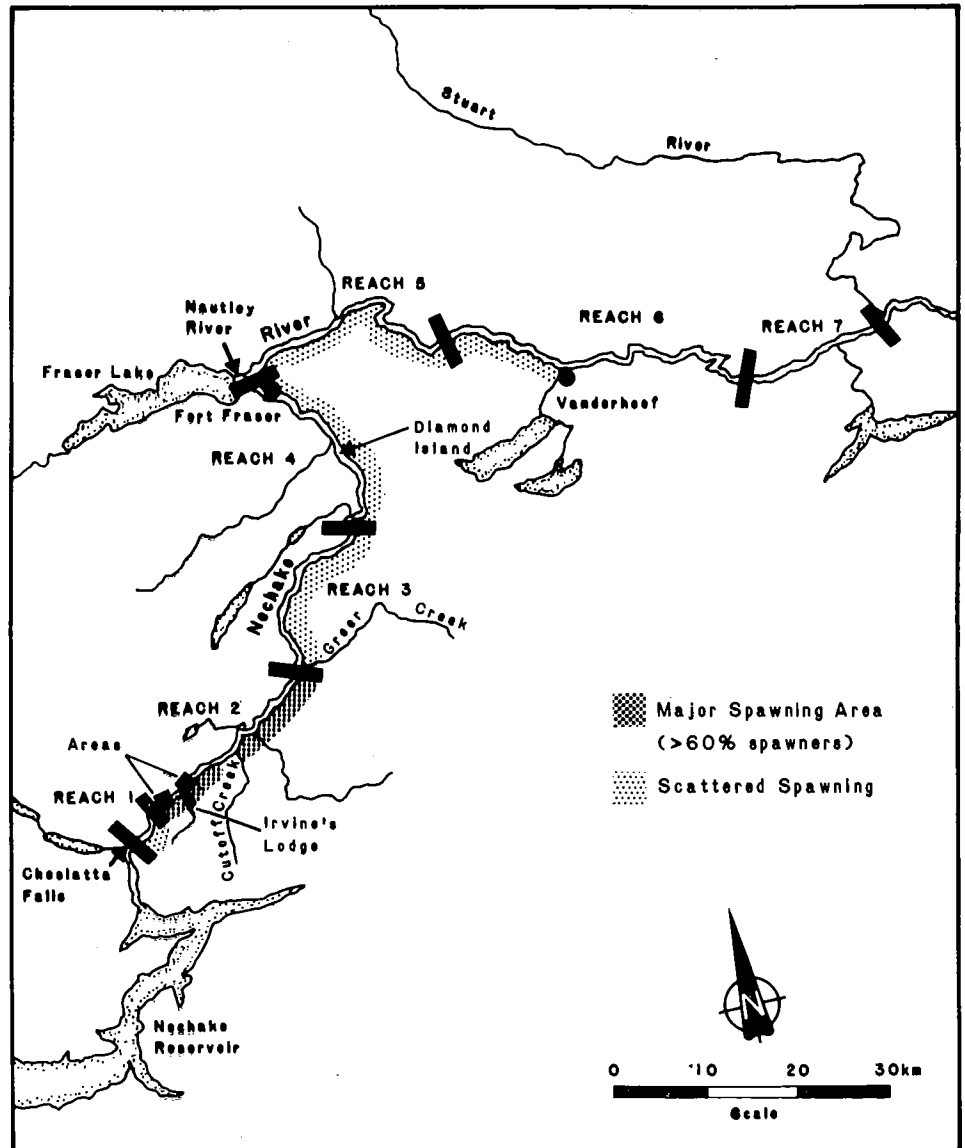 Stuart
River
REACH 5
Nautley
River
River
REACH 6
REACH 7
Fraser Lake
Fort Fraser
Vanderhoof
Diamond
Island
REACH 4
Nechako
REACH 3
Greer Creek
REACH 2
Areas
REACH 1
Cutoff Creek
Irvine's
Lodge
Cheslatta
Falls
Major Spawning Area
(>60% spawners)
Scattered Spawning
Nechako
Reservoir
N
0 10 20 30km
Scale